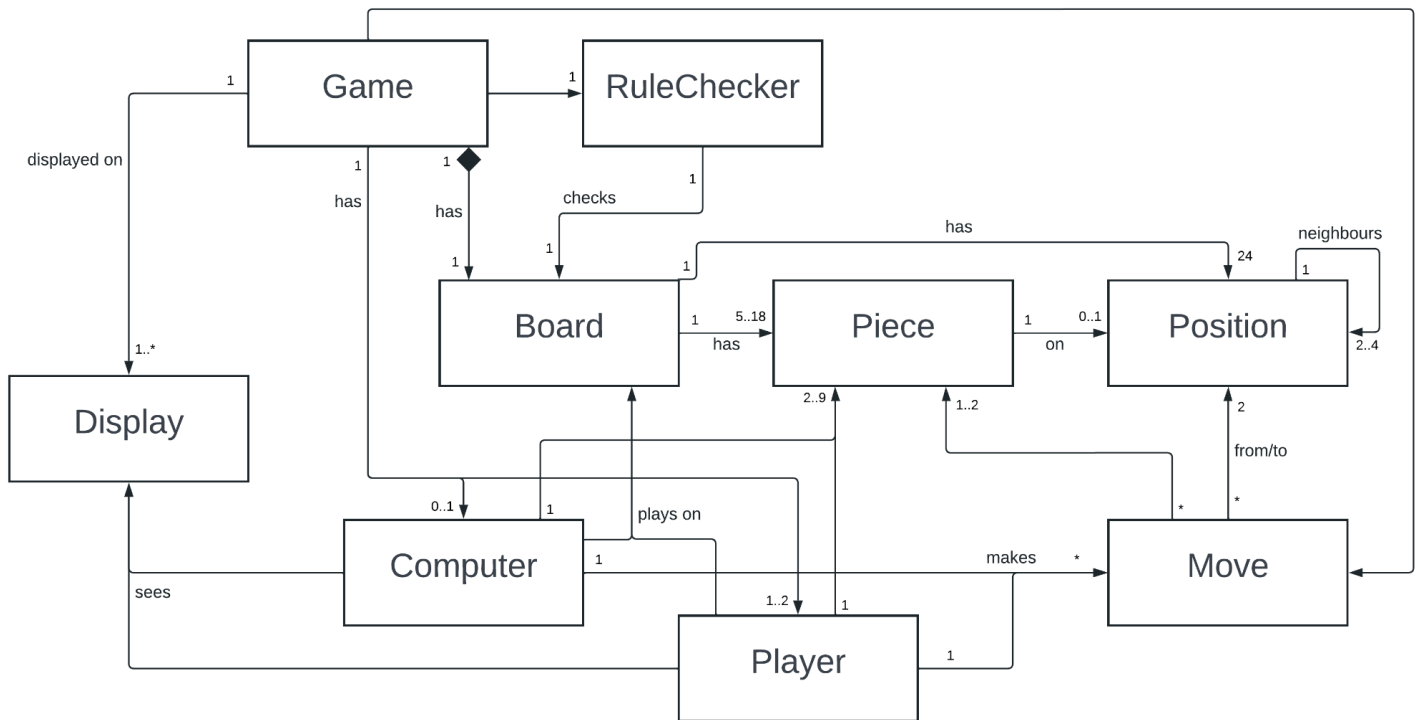 Game
RuleChecker
1
1
displayed on
1
has
1
has
1
checks
1
1
has
1
24
neighbours
1
2..4
Board
1
5..18
has
Piece
1
0..1
on
Position
1..*
Display
2..9
1..2
2
from/to
*
*
0..1
1
plays on
Computer
1
makes
*
Move
sees
1..2
1
Player
1